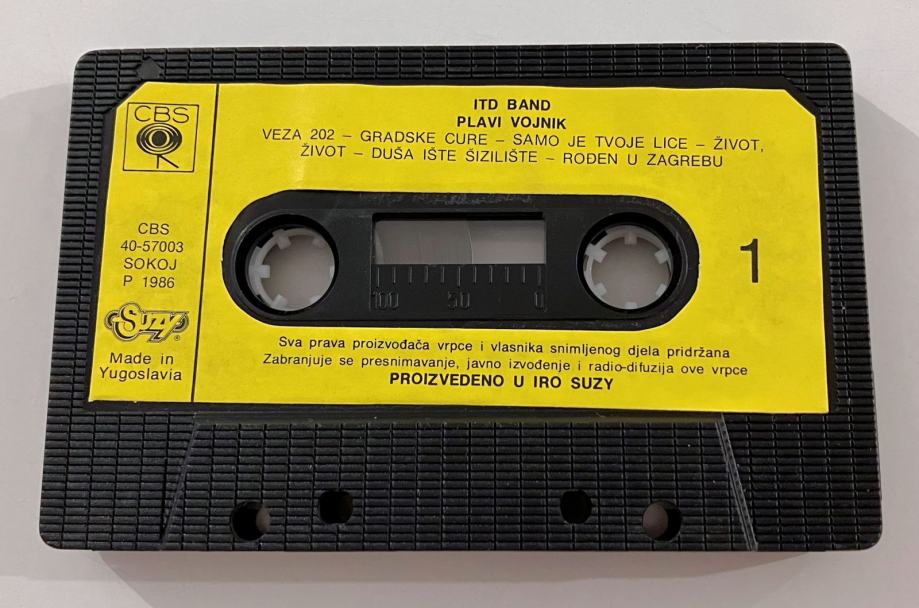 CBS
ITD BAND
PLAVI VOJNIK
VEZA 202 – GRADSKE CURE – SAMO JE TVOJE LICE – ŽIVOT,
ŽIVOT – DUŠA IŠTE ŠIZILIŠTE – ROĐEN U ZAGREBU
CBS
40-57003
SOKOJ
P 1986
1
100 50 0
SUZY®
Made in
Yugoslavia
Sva prava proizvođača vrpce i vlasnika snimljenog djela pridržana
Zabranjuje se presnimavanje, javno izvođenje i radio-difuzija ove vrpce
PROIZVEDENO U IRO SUZY